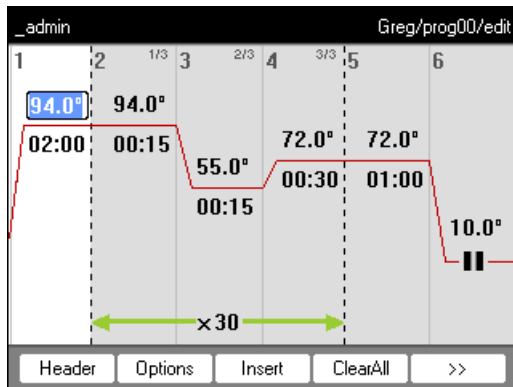 _admin Greg/prog00/edit
1 2 1/3 3 2/3 4 3/3 5 6
94.0° 94.0°
02:00 00:15
55.0°
00:15
72.0° 72.0°
00:30 01:00
10.0°
×30
Header Options Insert ClearAll >>